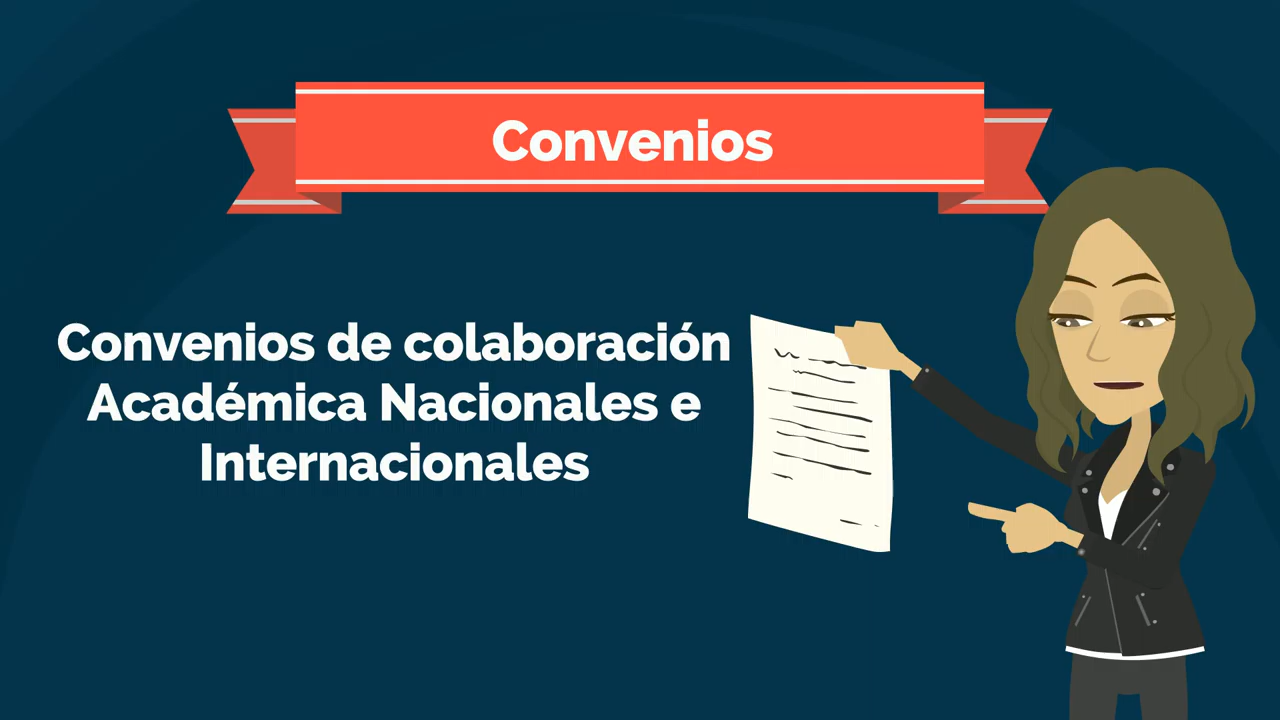 Convenios
Convenios de colaboración
Académica Nacionales e
Internacionales